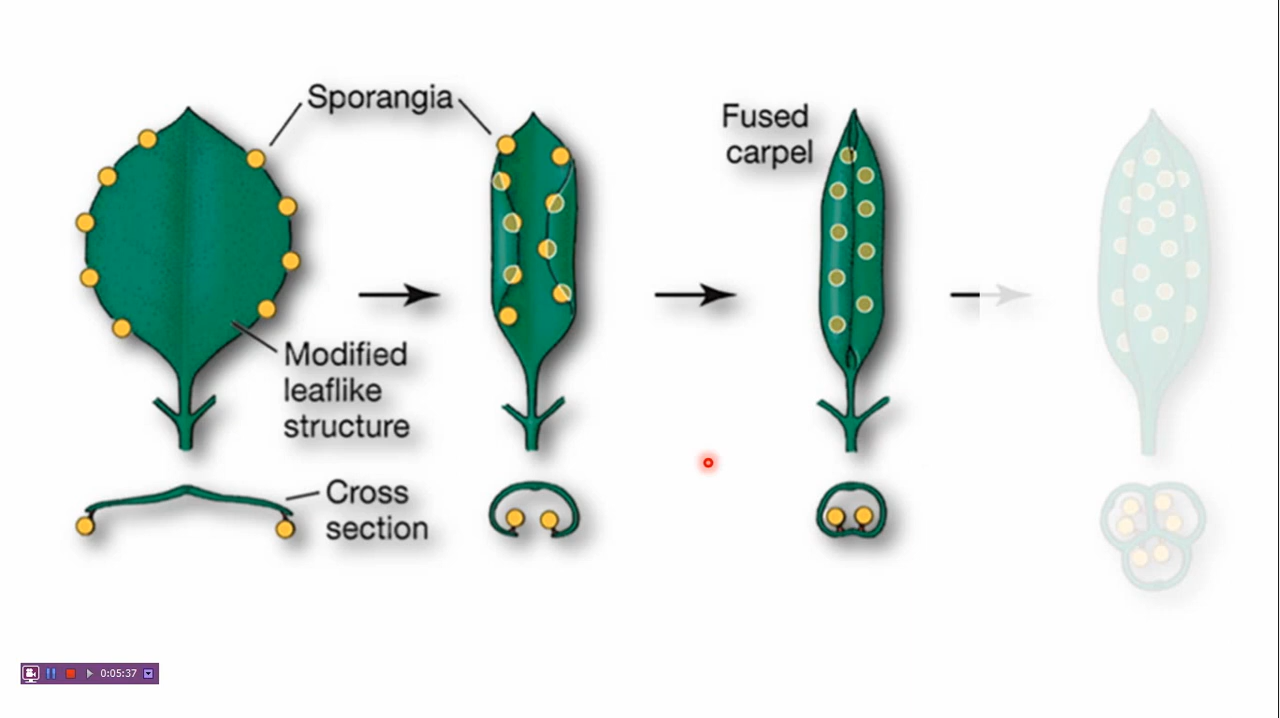 Sporangia
Fused
carpel
Modified
leaflike
structure
Cross
section
0:05:37